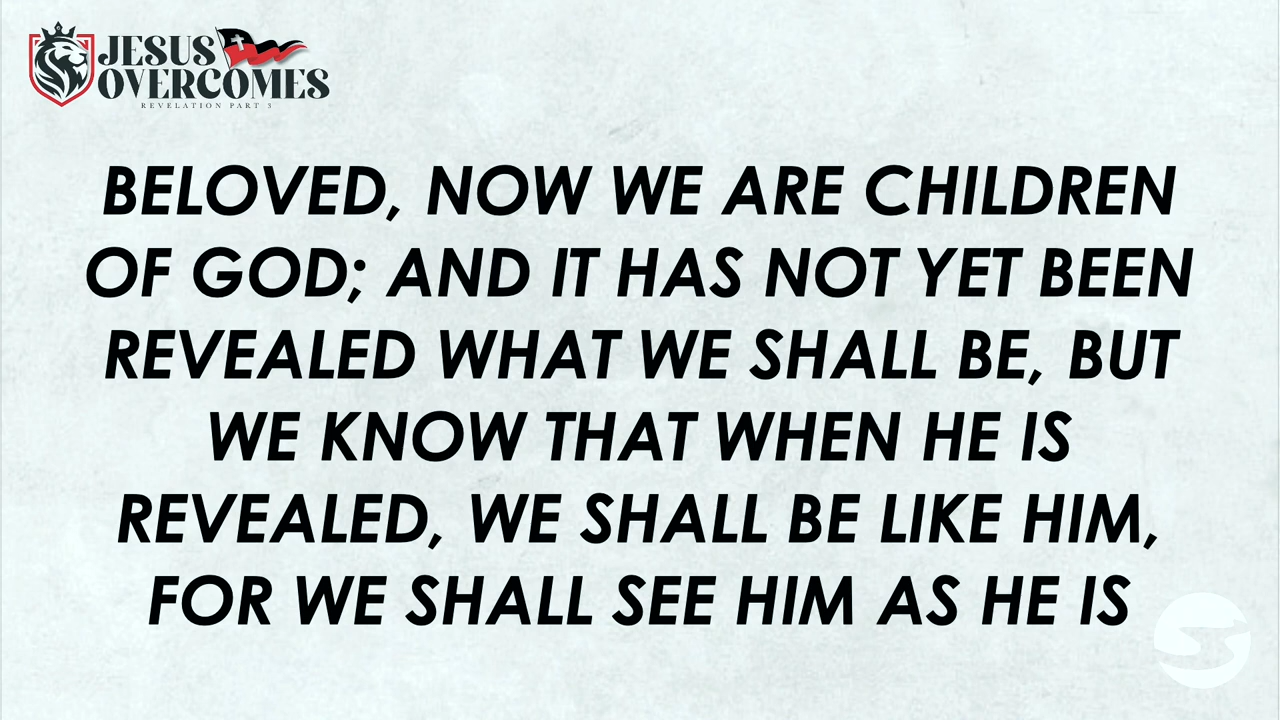 JESUS
OVERCOMES
REVELATION PART 3
BELOVED, NOW WE ARE CHILDREN
OF GOD; AND IT HAS NOT YET BEEN
REVEALED WHAT WE SHALL BE, BUT
WE KNOW THAT WHEN HE IS
REVEALED, WE SHALL BE LIKE HIM,
FOR WE SHALL SEE HIM AS HE IS